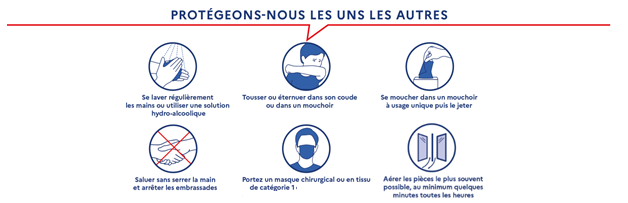 PROTÉGEONS-NOUS LES UNS LES AUTRES
Se laver régulièrement
les mains ou utiliser une solution
hydro-alcoolique
Tousser ou éternuer dans son coude
ou dans un mouchoir
Se moucher dans un mouchoir
à usage unique puis le jeter
Saluer sans serrer la main
et arrêter les embrassades
Portez un masque chirurgical ou en tissu
de catégorie 1
Aérer les pièces le plus souvent
possible, au minimum quelques
minutes toutes les heures